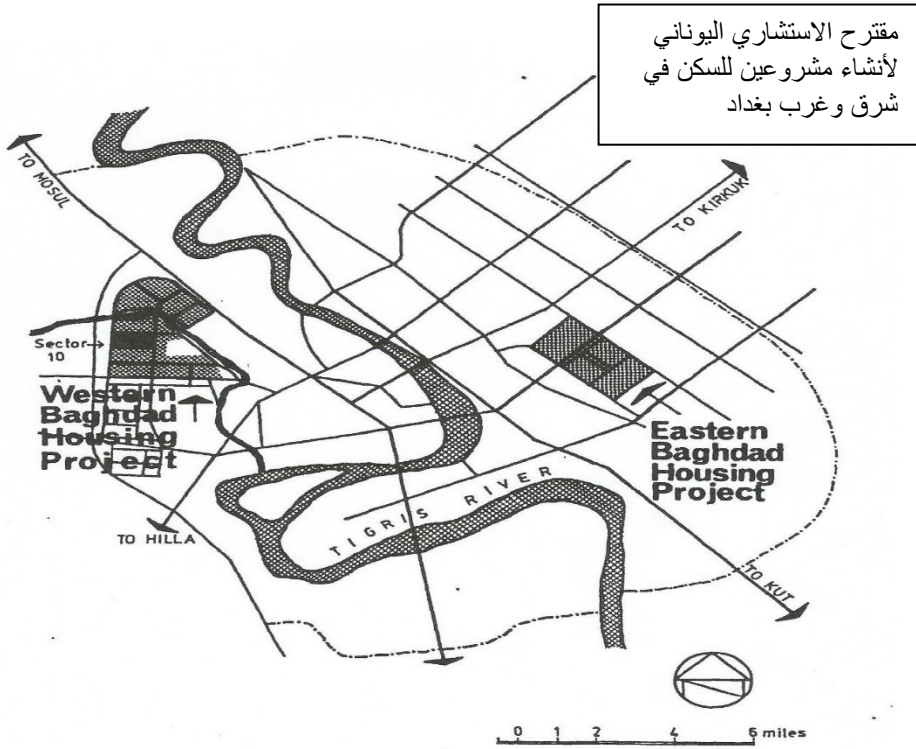 مقترح الاستشاري اليوناني
لأنشاء مشروعين للسكن في
شرق وغرب بغداد
TO MOSUL
TO KIRKUK
Sector
10
Western
Baghdad
Housing
Project
Eastern
Baghdad
Housing
Project
TIGRIS RIVER
TO HILLA
TO KUT
0 1 2 4 6 miles